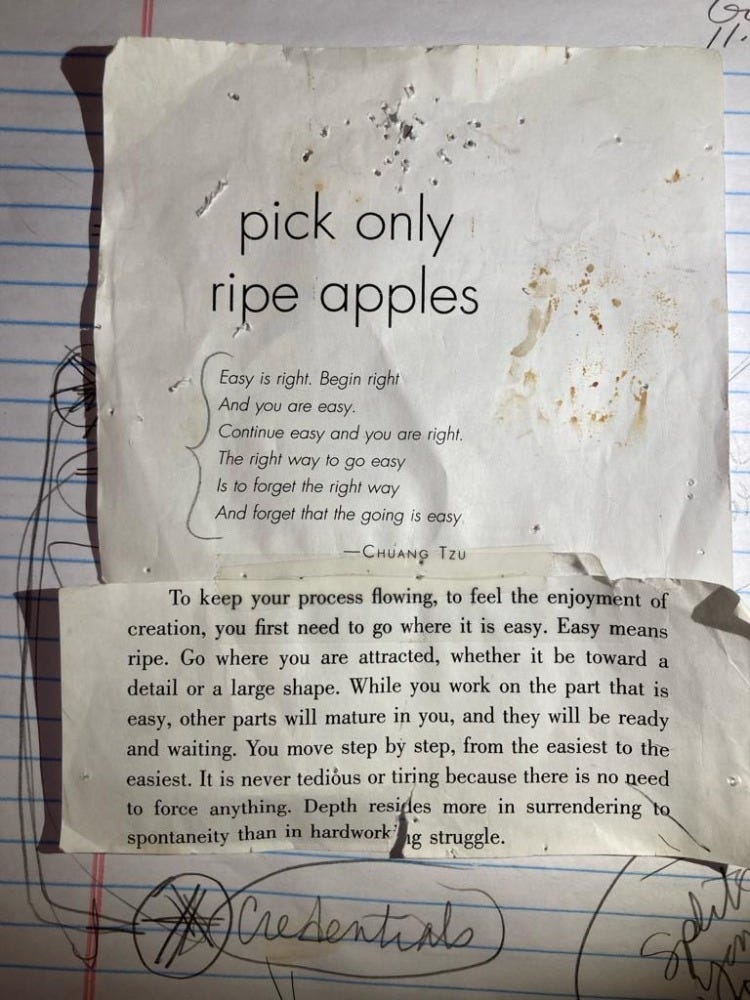 11.
pick only
ripe apples
Easy is right. Begin right
And you are easy.
Continue easy and you are right.
The right way to go easy
Is to forget the right way
And forget that the going is easy.
—CHUANG TZU
To keep your process flowing, to feel the enjoyment of
creation, you first need to go where it is easy. Easy means
ripe. Go where you are attracted, whether it be toward a
detail or a large shape. While you work on the part that is
easy, other parts will mature in you, and they will be ready
and waiting. You move step by step, from the easiest to the
easiest. It is never tedious or tiring because there is no need
to force anything. Depth resides more in surrendering to
spontaneity than in hardworking struggle.
Credentials